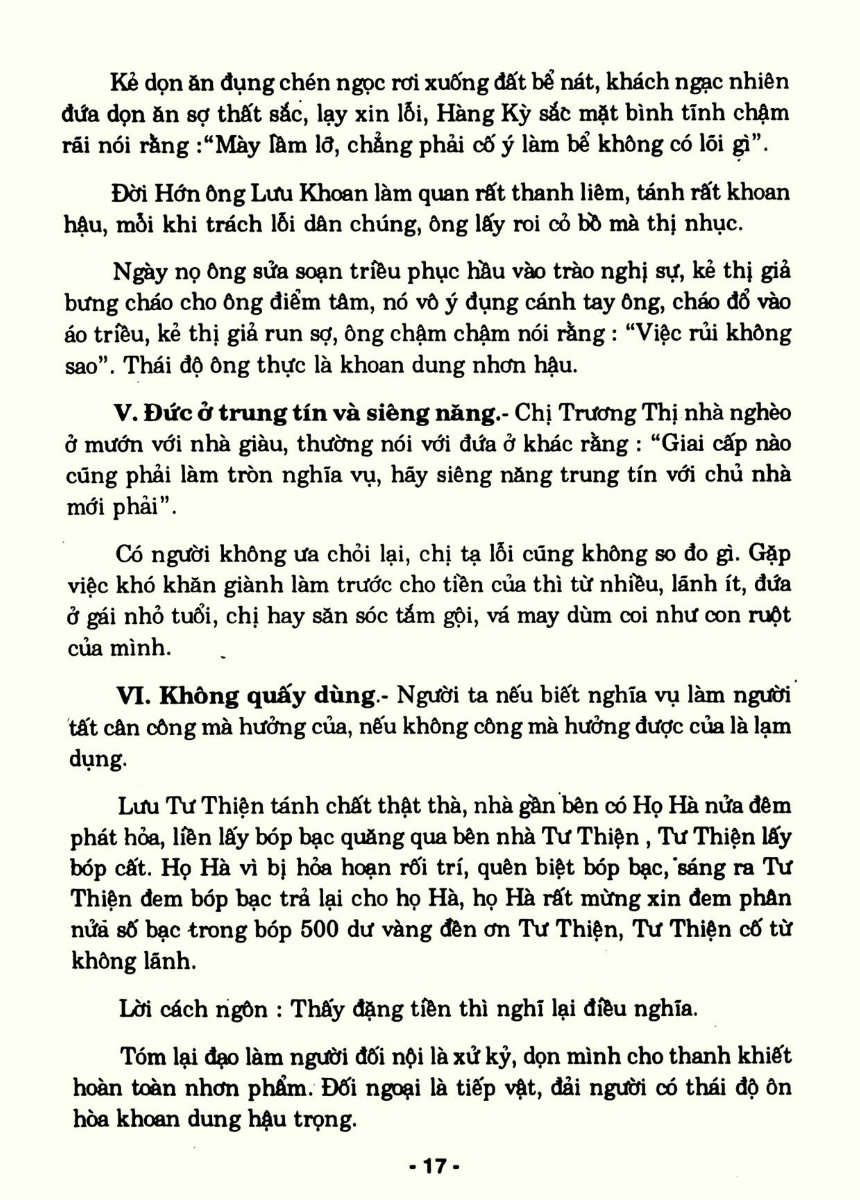 Kẻ dọn ăn đụng chén ngọc rơi xuống đất bể nát, khách ngạc nhiên
đứa dọn ăn sợ thất sắc, lạy xin lỗi, Hàng Kỳ sắc mặt bình tĩnh chậm
rãi nói rằng :“Mày lầm lỡ, chẳng phải cố ý làm bể không có lõi gì”.
Đời Hớn ông Lưu Khoan làm quan rất thanh liêm, tánh rất khoan
hậu, mỗi khi trách lỗi dân chúng, ông lấy roi cỏ bồ mà thị nhục.
Ngày nọ ông sửa soạn triều phục hầu vào trào nghị sự, kẻ thị giả
bưng cháo cho ông điểm tâm, nó vô ý đụng cánh tay ông, cháo đổ vào
áo triều, kẻ thị giả run sợ, ông chậm chậm nói rằng : “Việc rủi không
sao”. Thái độ ông thực là khoan dung nhơn hậu.
V. Đức ở trung tín và siêng năng.- Chị Trương Thị nhà nghèo
ở mướn với nhà giàu, thường nói với đứa ở khác rằng : “Giai cấp nào
cũng phải làm tròn nghĩa vụ, hãy siêng năng trung tín với chủ nhà
mới phải”.
Có người không ưa chỏi lại, chị tạ lỗi cũng không so đo gì. Gặp
việc khó khăn giành làm trước cho tiền của thì từ nhiều, lãnh ít, đứa
ở gái nhỏ tuổi, chị hay săn sóc tắm gội, vá may dùm coi như con ruột
của mình.
VI. Không quấy dùng.- Người ta nếu biết nghĩa vụ làm người
tất cân công mà hưởng của, nếu không công mà hưởng được của là lạm
dụng.
Lưu Tư Thiện tánh chất thật thà, nhà gần bên có Họ Hà nửa đêm
phát hỏa, liền lấy bóp bạc quăng qua bên nhà Tư Thiện , Tư Thiện lấy
bóp cất. Họ Hà vì bị hỏa hoạn rối trí, quên biệt bóp bạc, sáng ra Tư
Thiện đem bóp bạc trả lại cho họ Hà, họ Hà rất mừng xin đem phân
nửa số bạc trong bóp 500 dư vàng đền ơn Tư Thiện, Tư Thiện cố từ
không lãnh.
Lời cách ngôn : Thấy đặng tiền thì nghĩ lại điều nghĩa.
Tóm lại đạo làm người đối nội là xử kỷ, dọn mình cho thanh khiết
hoàn toàn nhơn phẩm. Đối ngoại là tiếp vật, đải người có thái độ ôn
hòa khoan dung hậu trọng.
- 17 -